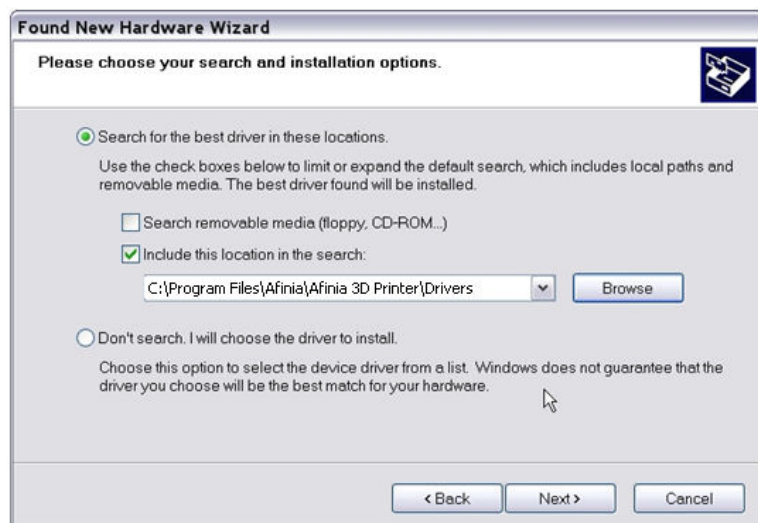 Found New Hardware Wizard
Please choose your search and installation options.
Search for the best driver in these locations.
Use the check boxes below to limit or expand the default search, which includes local paths and
removable media. The best driver found will be installed.
Search removable media (floppy, CD-ROM...)
Include this location in the search:
C:\Program Files\Afinia\Afinia 3D Printer\Drivers
Browse
Don't search. I will choose the driver to install.
Choose this option to select the device driver from a list. Windows does not guarantee that the
driver you choose will be the best match for your hardware.
< Back Next > Cancel